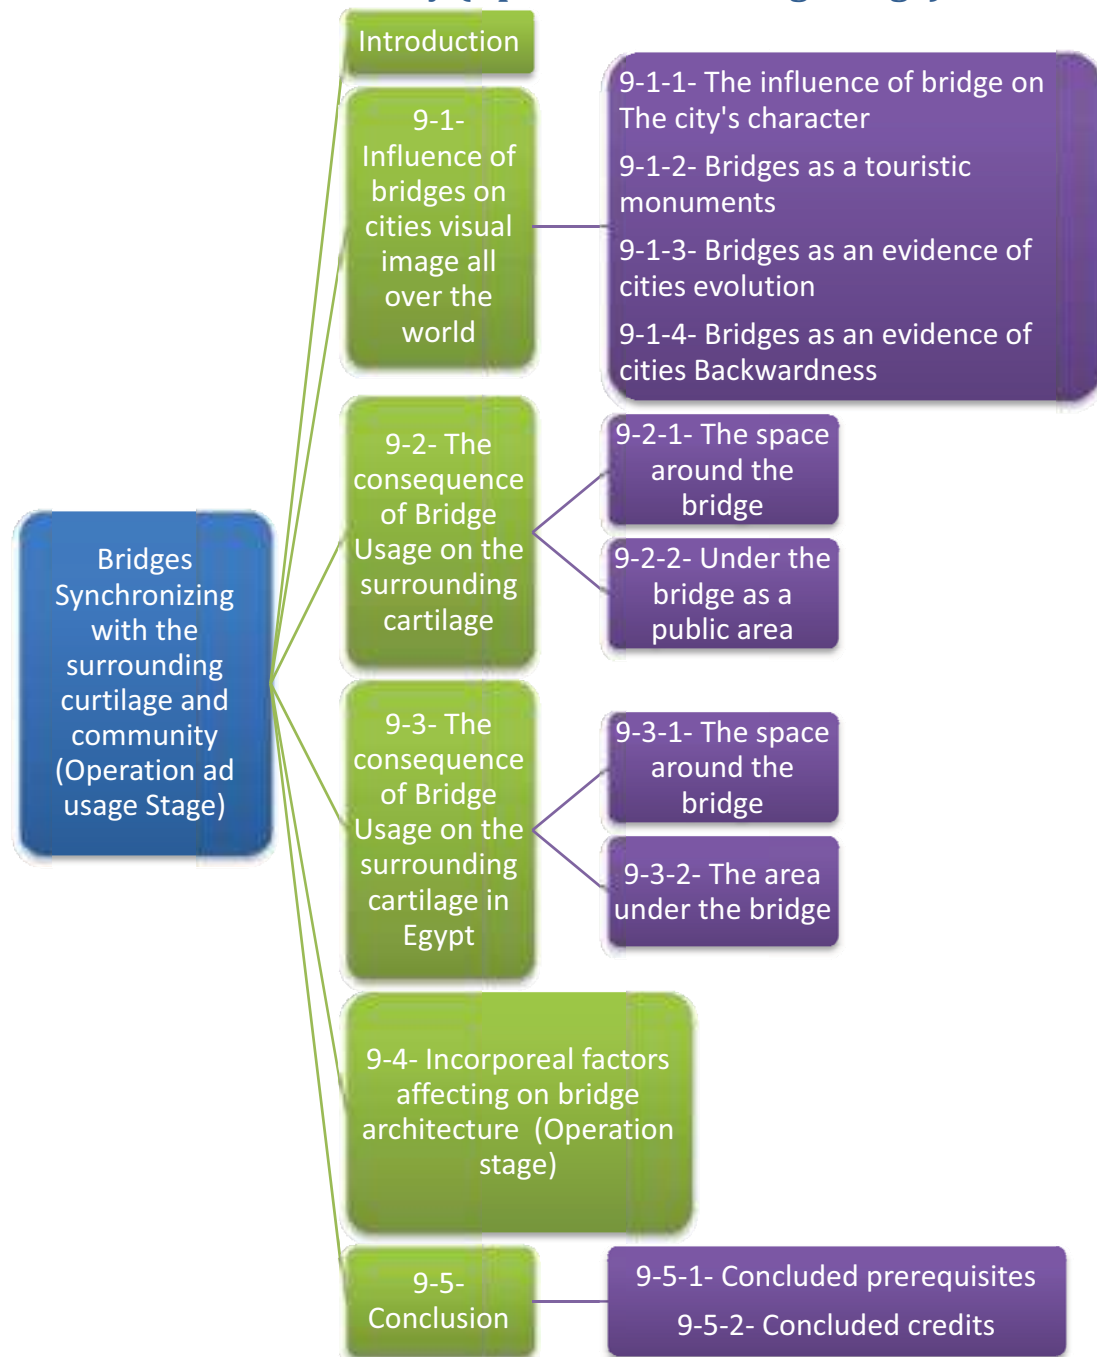 Introduction
9-1-
Influence of
bridges on
cities visual
image all
over the
world
9-1-1- The influence of bridge on
The city's character
9-1-2- Bridges as a touristic
monuments
9-1-3- Bridges as an evidence of
cities evolution
9-1-4- Bridges as an evidence of
cities Backwardness
9-2- The
consequence
of Bridge
Usage on the
surrounding
cartilage
9-2-1- The space
around the
bridge
9-2-2- Under the
bridge as a
public area
Bridges
Synchronizing
with the
surrounding
curtilage and
community
(Operation ad
usage Stage)
9-3- The
consequence
of Bridge
Usage on the
surrounding
cartilage in
Egypt
9-3-1- The space
around the
bridge
9-3-2- The area
under the bridge
9-4- Incorporeal factors
affecting on bridge
architecture  (Operation
stage)
9-5-
Conclusion
9-5-1- Concluded prerequisites
9-5-2- Concluded credits